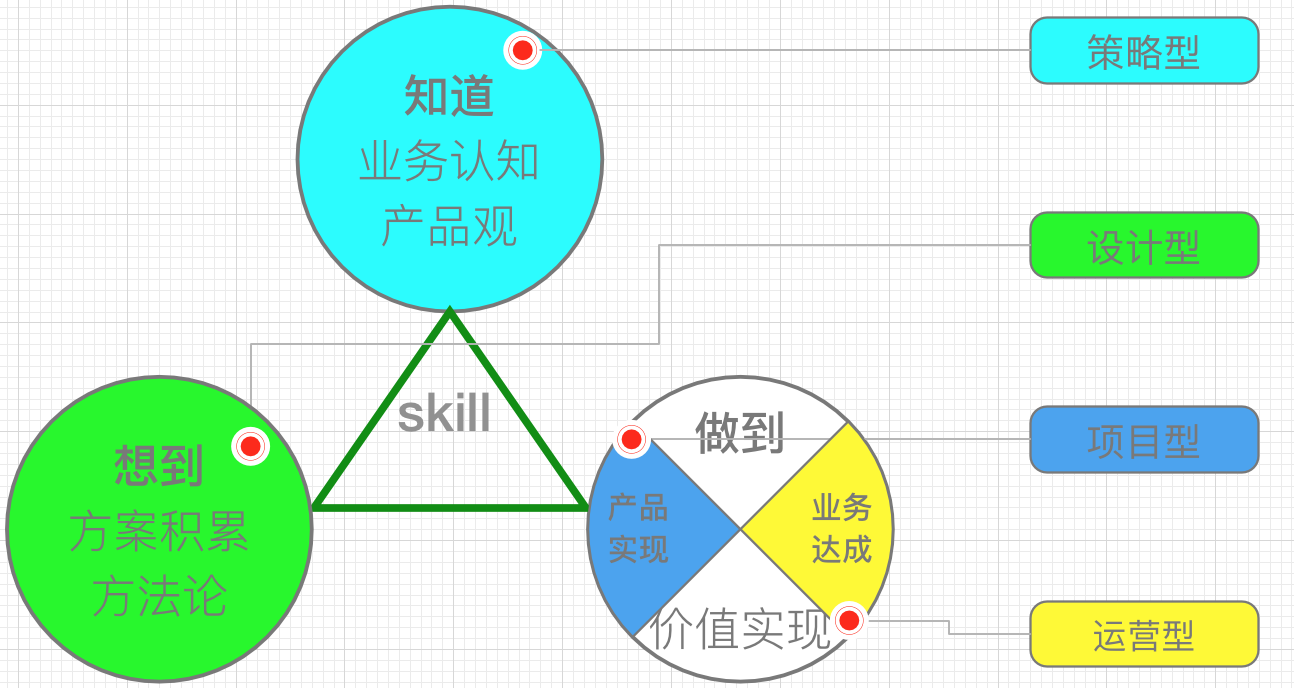 知道
业务认知
产品观
策略型
设计型
skill
想到
方案积累
方法论
做到
产品
实现
业务
达成
价值实现
项目型
运营型